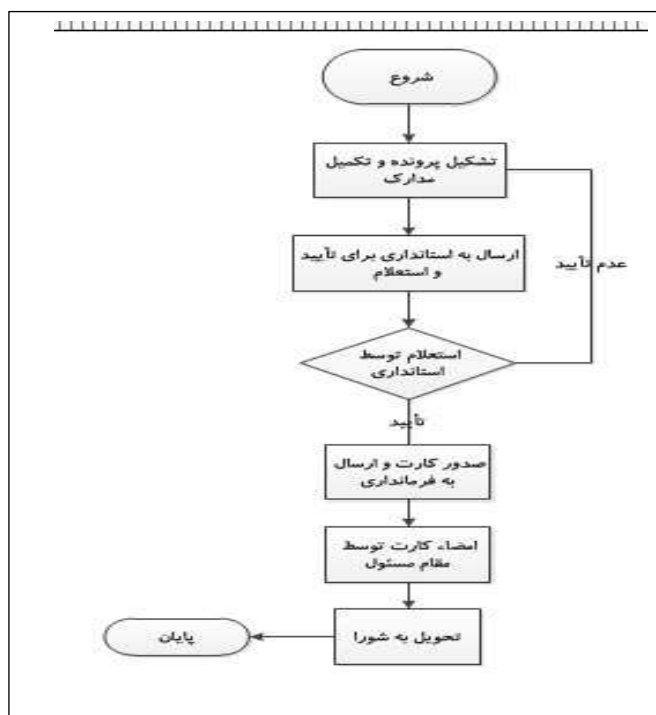 شروع
تشکیل پرونده و تکمیل
مدارک
ارسال به استانداری برای تأیید
و استعلام
عدم تأیید
استعلام توسط
استانداری
تأیید
صدور کارت و ارسال
به فرمانداری
امضاء کارت توسط
مقام مسئول
تحویل به شورا
پایان